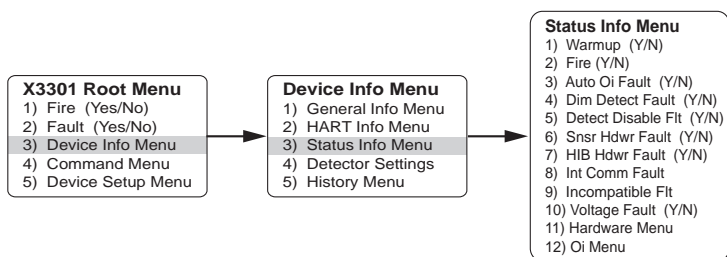 X3301 Root Menu
1) Fire (Yes/No)
2) Fault (Yes/No)
3) Device Info Menu
4) Command Menu
5) Device Setup Menu
Device Info Menu
1) General Info Menu
2) HART Info Menu
3) Status Info Menu
4) Detector Settings
5) History Menu
Status Info Menu
1) Warmup (Y/N)
2) Fire (Y/N)
3) Auto Oi Fault (Y/N)
4) Dim Detect Fault (Y/N)
5) Detect Disable Flt (Y/N)
6) Snsr Hdwr Fault (Y/N)
7) HIB Hdwr Fault (Y/N)
8) Int Comm Fault
9) Incompatible Flt
10) Voltage Fault (Y/N)
11) Hardware Menu
12) Oi Menu